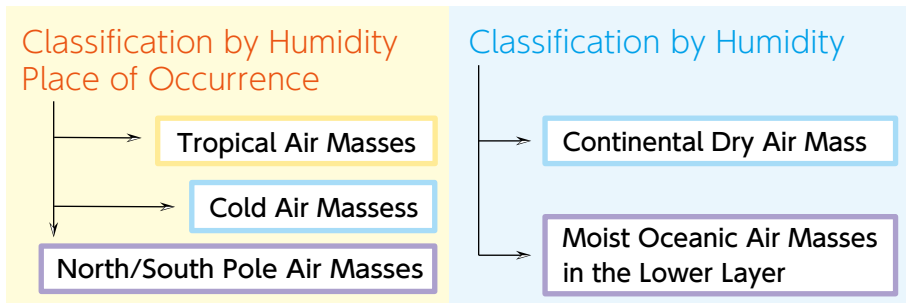 Classification by Humidity
Place of Occurrence
Tropical Air Masses
Cold Air Massess
North/South Pole Air Masses
Classification by Humidity
Continental Dry Air Mass
Moist Oceanic Air Masses
in the Lower Layer